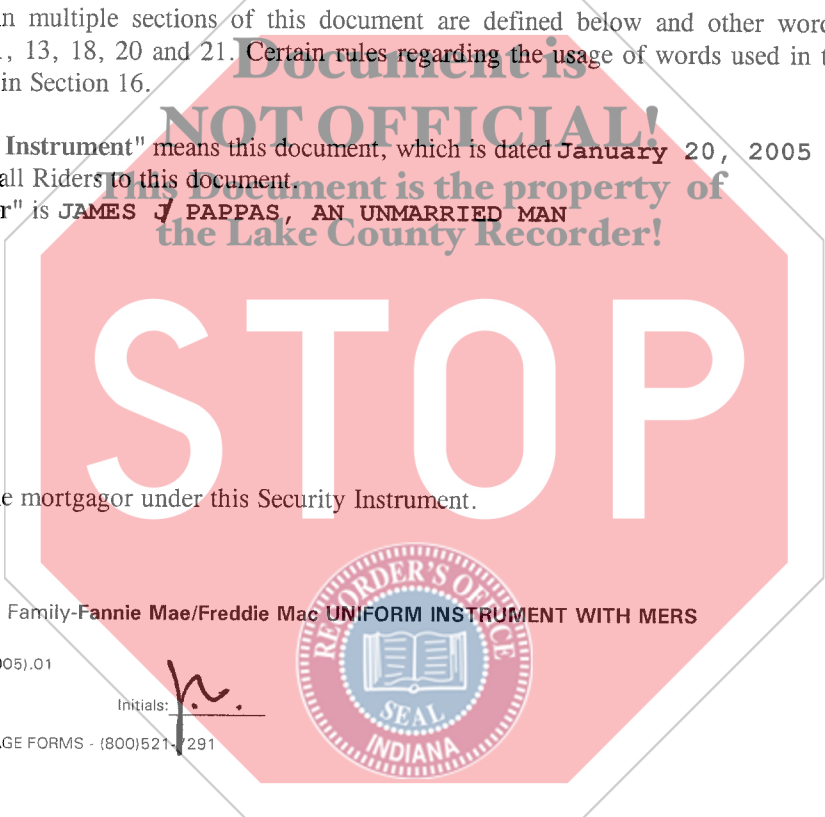 n multiple sections of this document are defined below and other word
, 13, 18, 20 and 21. Certain rules regarding the usage of words used in t
in Section 16.
Document is
NOT OFFICIAL!
Instrument" means this document, which is dated January 20, 2005
all Riders to this document.
This Document is the property of
r" is JAMES J PAPPAS, AN UNMARRIED MAN
the Lake County Recorder!
STOP
e mortgagor under this Security Instrument.
RECORDER'S OFFICE
Family-Fannie Mae/Freddie Mac UNIFORM INSTRUMENT WITH MERS
005).01
Initials:
SEAL
INDIANA
GE FORMS - (800)521-7291